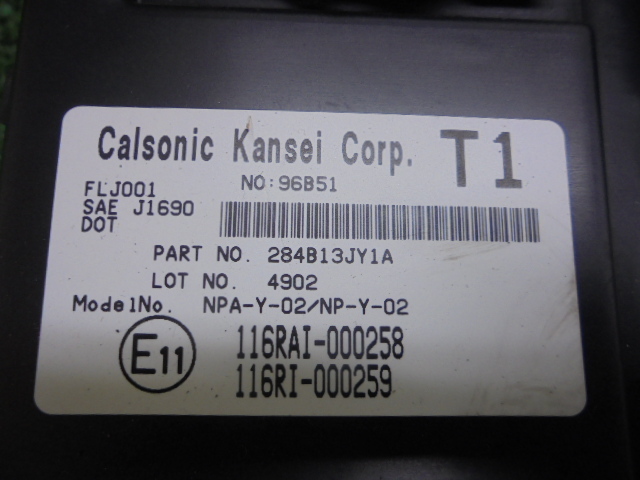 Calsonic Kansei Corp. T1
FLJ001 NO:96B51
SAE J1690
DOT
PART NO. 284B13JY1A
LOT NO. 4902
ModelNo. NPA-Y-02/NP-Y-02
E11 116RAI-000258
116RI-000259